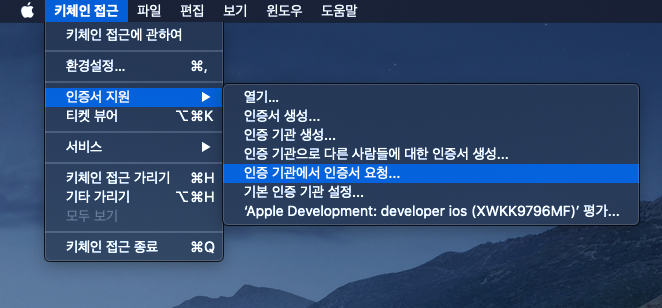 키체인 접근 파일 편집 보기 윈도우 도움말
키체인 접근에 관하여
환경설정... ⌘,
인증서 지원 ▶
티켓 뷰어 ⌥⌘K
서비스 ▶
키체인 접근 가리기 ⌘H
기타 가리기 ⌥⌘H
모두 보기
키체인 접근 종료 ⌘Q
열기...
인증서 생성...
인증 기관 생성...
인증 기관으로 다른 사람들에 대한 인증서 생성...
인증 기관에서 인증서 요청...
기본 인증 기관 설정...
‘Apple Development: developer ios (XWKK9796MF)’ 평가...